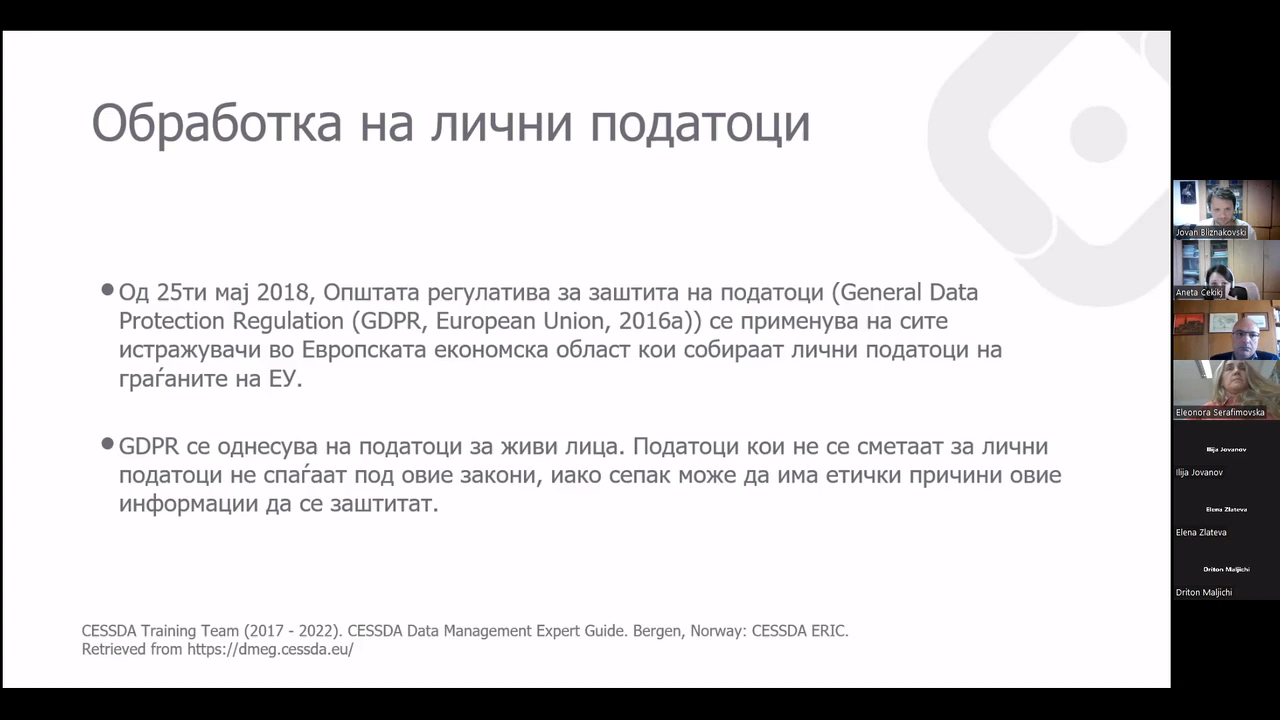 Обработка на лични податоци
Од 25ти мај 2018, Општата регулатива за заштита на податоци (General Data
Protection Regulation (GDPR, European Union, 2016a)) се применува на сите
истражувачи во Европската економска област кои собираат лични податоци на
граѓаните на ЕУ.
GDPR се однесува на податоци за живи лица. Податоци кои не се сметаат за лични
податоци не спаѓаат под овие закони, иако сепак може да има етички причини овие
информации да се заштитат.
CESSDA Training Team (2017 - 2022). CESSDA Data Management Expert Guide. Bergen, Norway: CESSDA ERIC.
Retrieved from https://dmeg.cessda.eu/
Jovan Bliznakovski
Aneta Cekikj
Eleonora Serafimovska
Ilija Jovanov
Ilija Jovanov
Elena Zlateva
Elena Zlateva
Driton Maljichi
Driton Maljichi